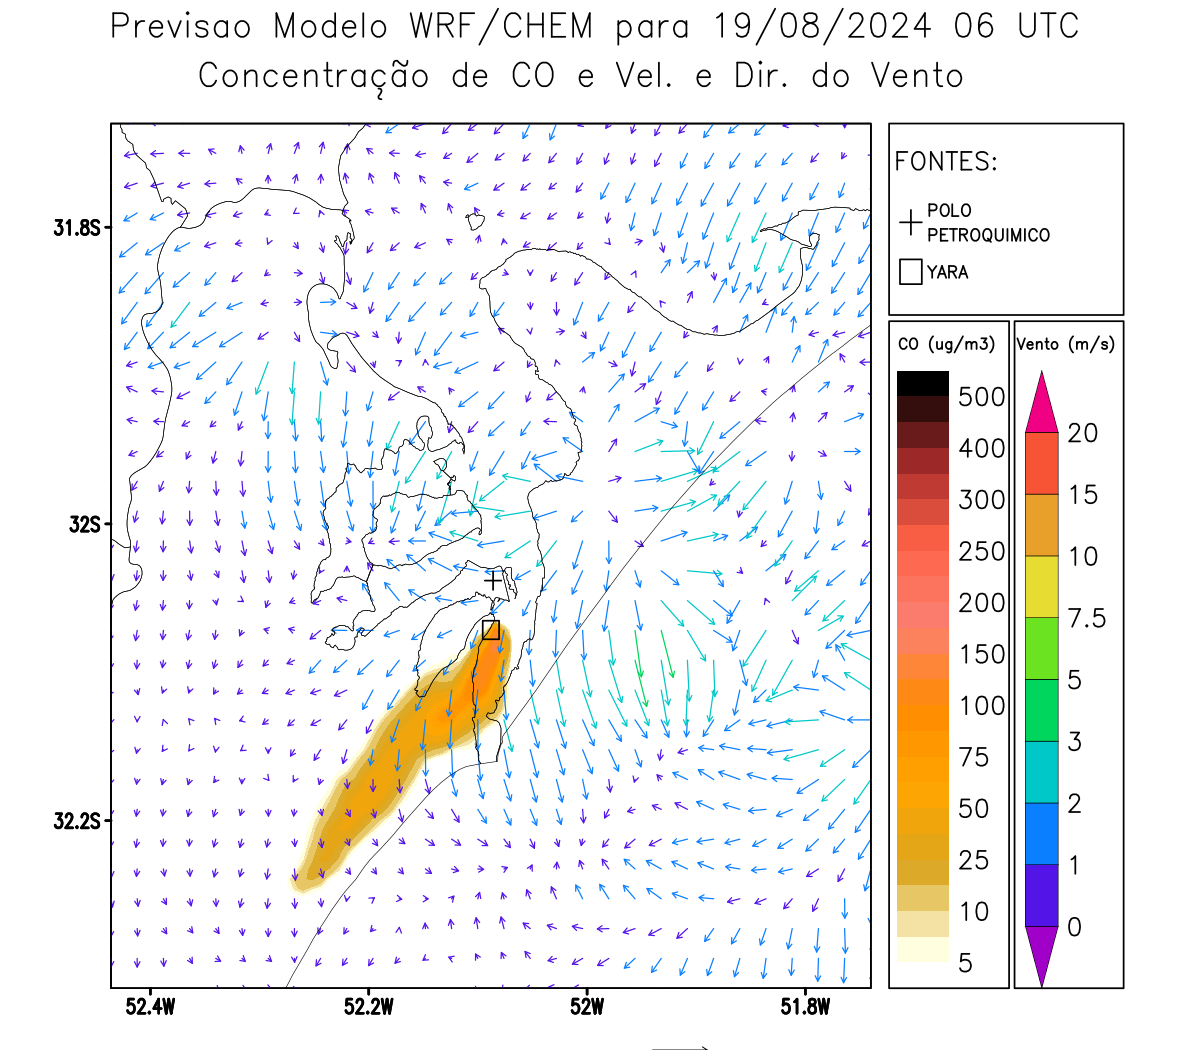 Previsao Modelo WRF/CHEM para 19/08/2024 06 UTC
Concentração de CO e Vel. e Dir. do Vento
FONTES:
POLO
PETROQUIMICO
YARA
CO (ug/m3)
500
400
300
250
200
150
100
75
50
25
10
5
Vento (m/s)
20
15
10
7.5
5
3
2
1
0
31.8S
32S
32.2S
52.4W
52.2W
52W
51.8W